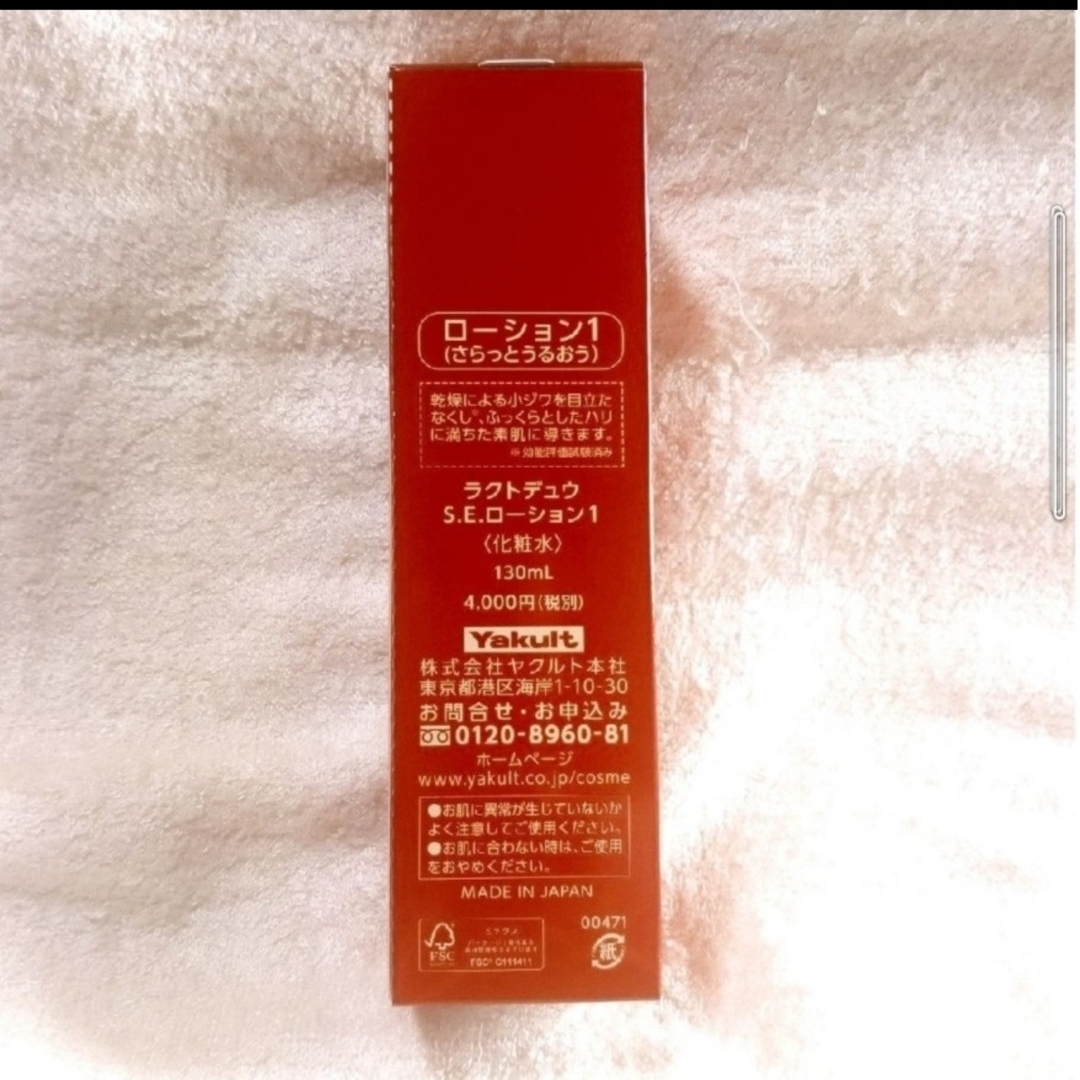 ローション1
(さらっとうるおう)
乾燥による小ジワを目立た
なくし※、ふっくらとしたハリ
に満ちた素肌に導きます。
※効能評価試験済み
ラクトデュウ
S.E.ローション1
〈化粧水〉
130mL
4,000円(税別)
Yakult
株式会社ヤクルト本社
東京都港区海岸1-10-30
お問合せ・お申込み
0120-8960-81
ホームページ
www.yakult.co.jp/cosme
●お肌に異常が生じていないか
よく注意してご使用ください。
●お肌に合わない時は、ご使用
をおやめください。
MADE IN JAPAN
00471
FSC
ミックス
FSC® C111411
紙